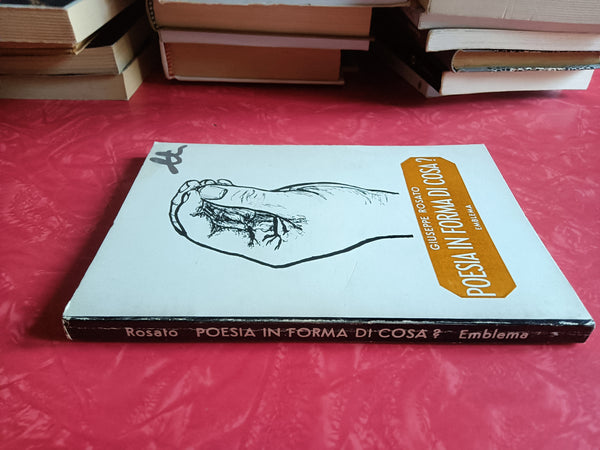 GIUSEPPE ROSATO
POESIA IN FORMA DI COSA?
EMBLEMA
Rosato POESIA IN FORMA DI COSA? Emblema